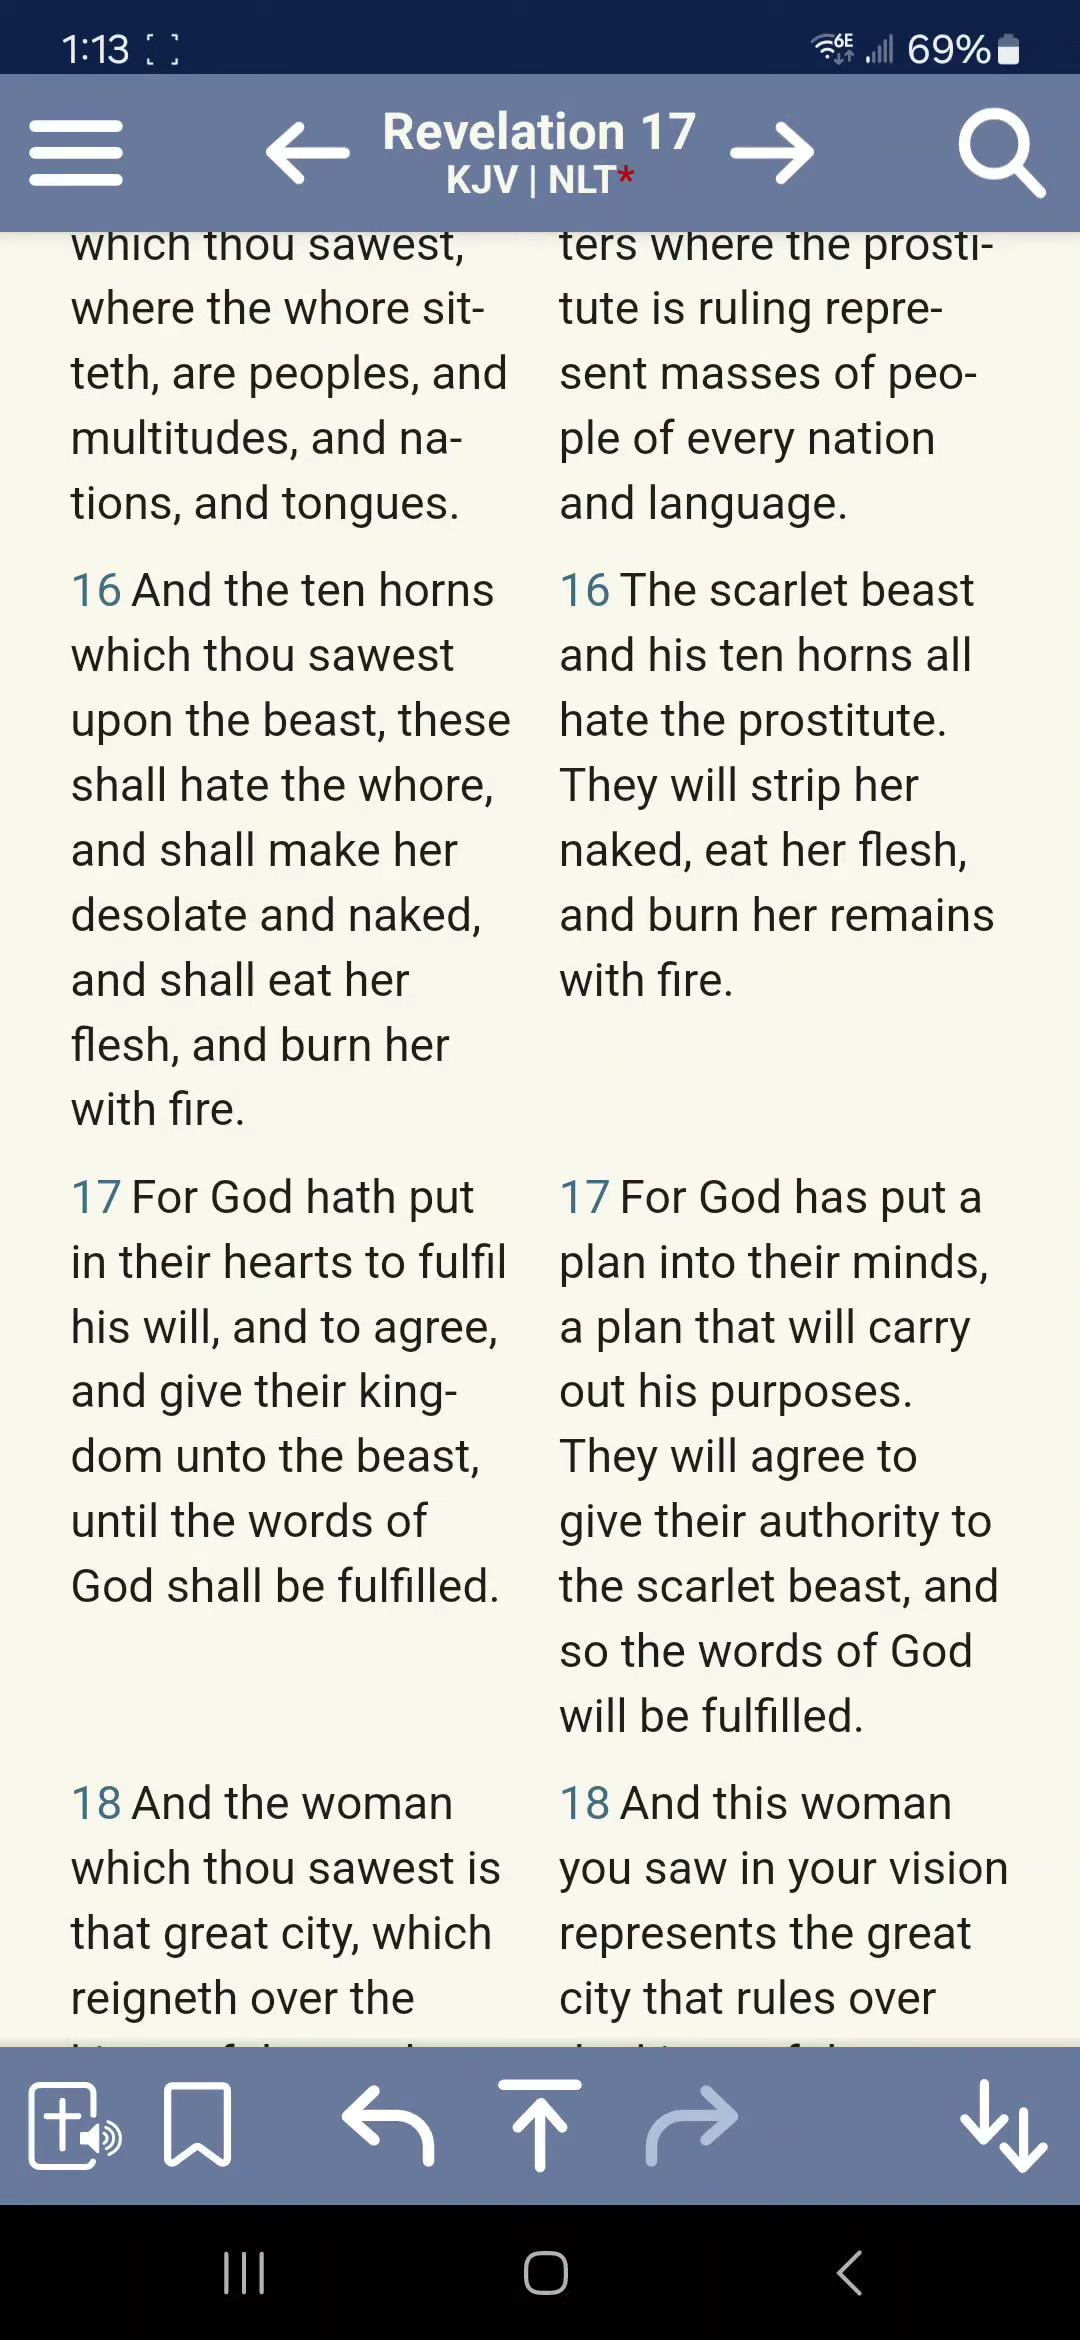 1:13
6E
69%
Revelation 17
KJV | NLT*
which thou sawest,
where the whore sit-
teth, are peoples, and
multitudes, and na-
tions, and tongues.
16 And the ten horns
which thou sawest
upon the beast, these
shall hate the whore,
and shall make her
desolate and naked,
and shall eat her
flesh, and burn her
with fire.
17 For God hath put
in their hearts to fulfil
his will, and to agree,
and give their king-
dom unto the beast,
until the words of
God shall be fulfilled.
18 And the woman
which thou sawest is
that great city, which
reigneth over the
ters where the prosti-
tute is ruling repre-
sent masses of peo-
ple of every nation
and language.
16 The scarlet beast
and his ten horns all
hate the prostitute.
They will strip her
naked, eat her flesh,
and burn her remains
with fire.
17 For God has put a
plan into their minds,
a plan that will carry
out his purposes.
They will agree to
give their authority to
the scarlet beast, and
so the words of God
will be fulfilled.
18 And this woman
you saw in your vision
represents the great
city that rules over